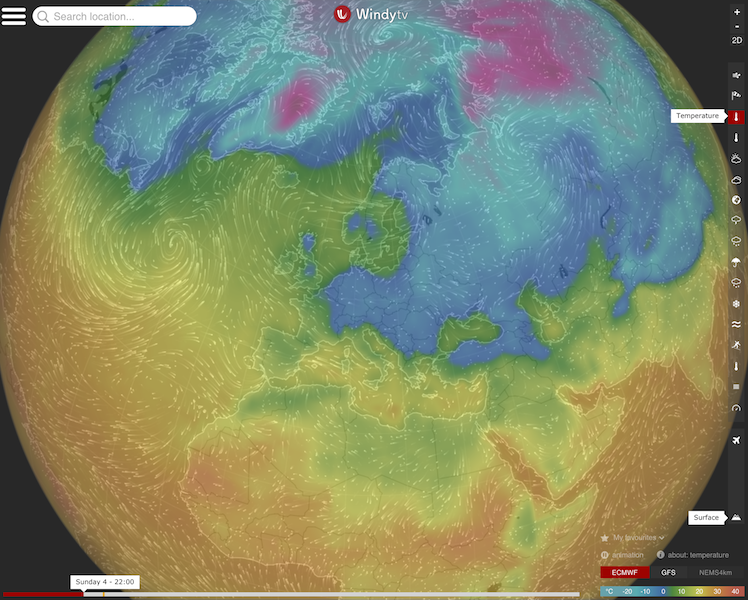 Search location...
Windytv
+
-
2D
Temperature
Surface
My favourites
animation
about: temperature
ECMWF GFS NEMS4km
°C -20 -10 0 10 20 30 40
Sunday 4 - 22:00